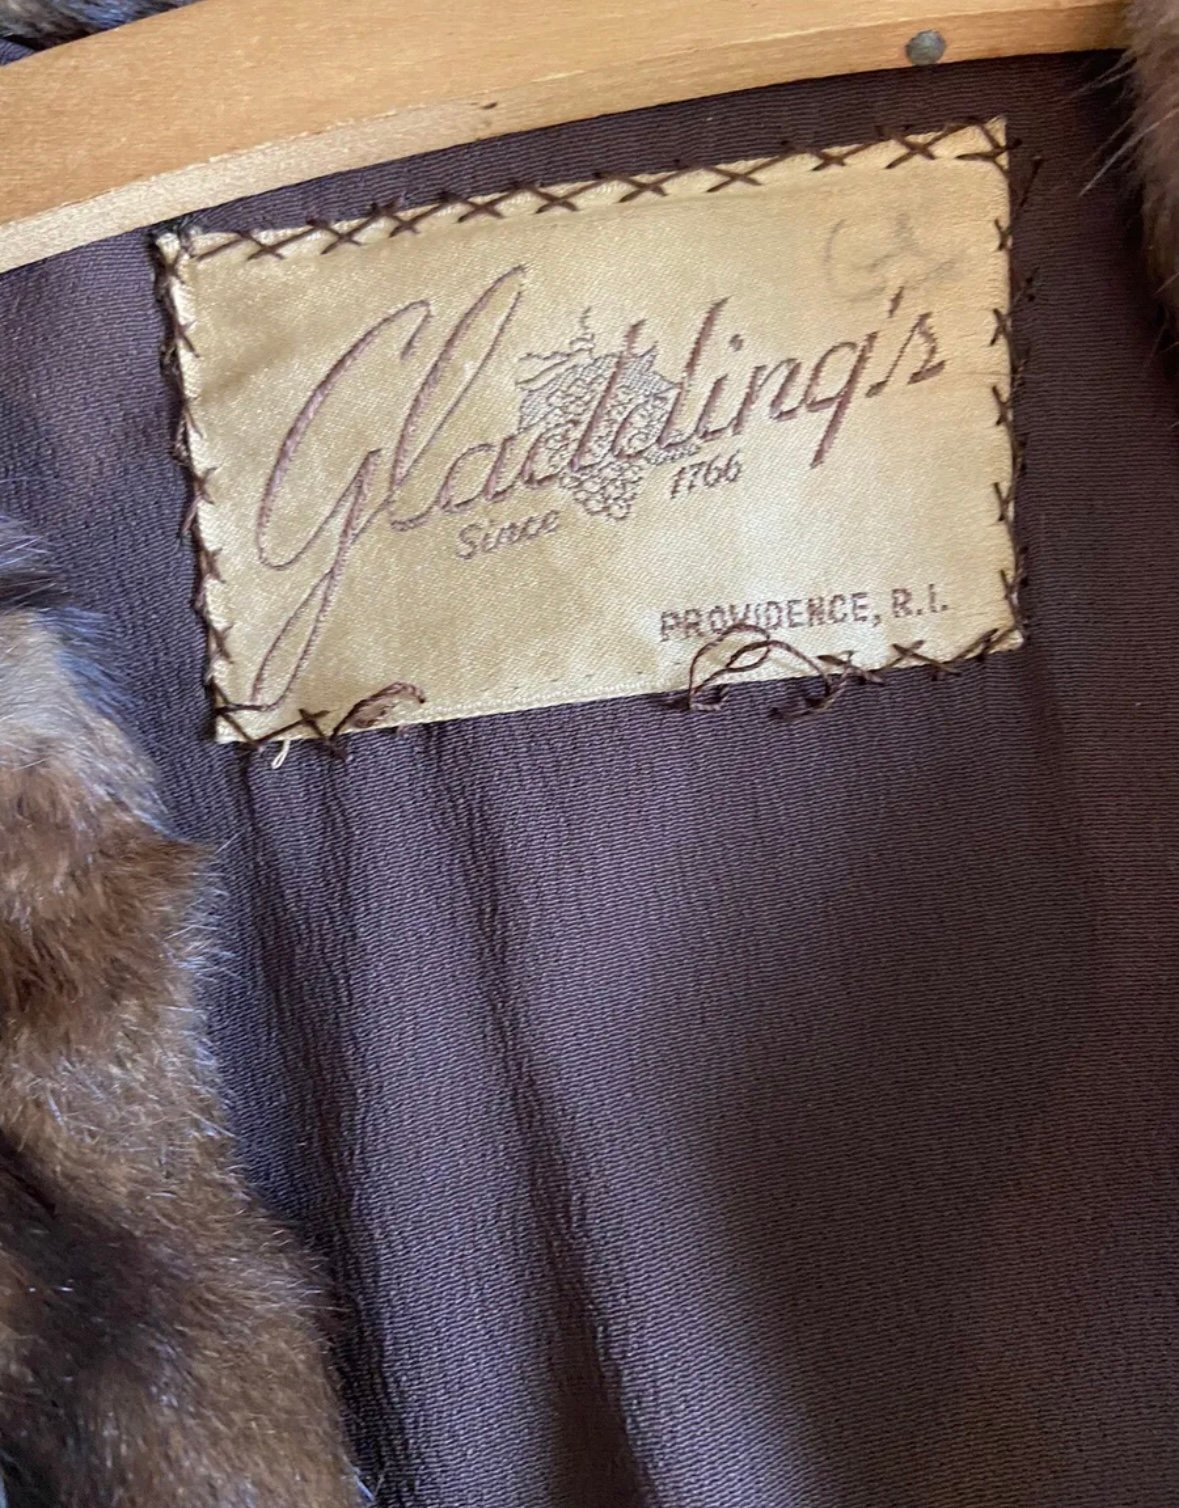 Gladding's
Since 1766
PROVIDENCE, R.I.